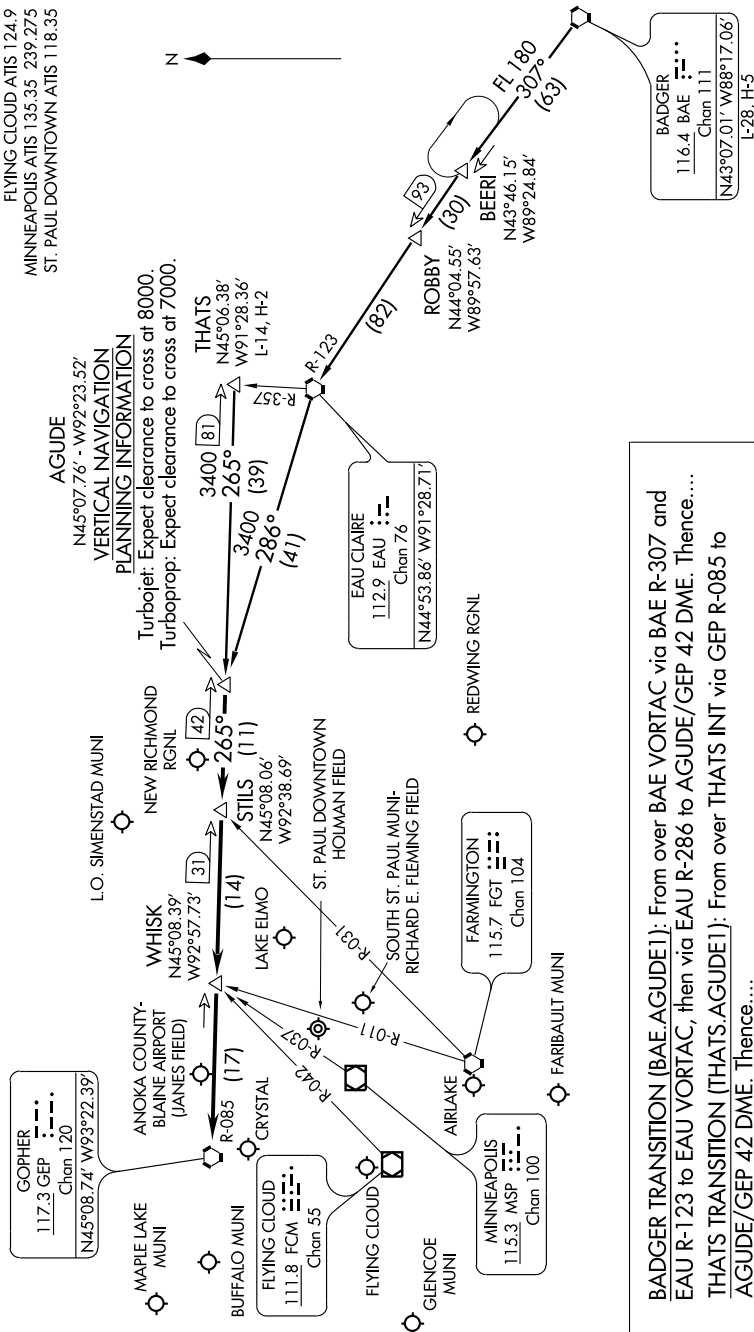 FLYING CLOUD ATIS 124.9
MINNEAPOLIS ATIS 135.35 239.275
ST. PAUL DOWNTOWN ATIS 118.35
N
AGUDE
N45°07.76' - W92°23.52'
VERTICAL NAVIGATION
PLANNING INFORMATION
Turbojet: Expect clearance to cross at 8000.
Turboprop: Expect clearance to cross at 7000.
GOPHER
117.3 GEP
Chan 120
N45°08.74' W93°22.39'
MAPLE LAKE
MUNI
BUFFALO MUNI
ANOKA COUNTY-
BLAINE AIRPORT
(JANES FIELD)
R-085
(17)
CRYSTAL
WHISK
N45°08.39'
W92°57.73'
31
(14)
L.O. SIMENSTAD MUNI
NEW RICHMOND
RGNL
42
265°
(11)
STILS
N45°08.06'
W92°38.69'
3400
81
265°
(39)
THATS
N45°06.38'
W91°28.36'
L-14, H-2
3400
286°
(41)
R-357
R-123
(82)
EAU CLAIRE
112.9 EAU
Chan 76
N44°53.86' W91°28.71'
ROBBY
N44°04.55'
W89°57.63'
93
(30)
BEERI
N43°46.15'
W89°24.84'
FL 180
307°
(63)
BADGER
116.4 BAE
Chan 111
N43°07.01' W88°17.06'
L-28, H-5
LAKE ELMO
ST. PAUL DOWNTOWN
HOLMAN FIELD
SOUTH ST. PAUL MUNI-
RICHARD E. FLEMING FIELD
REDWING RGNL
R-031
R-011
R-037
R-042
FLYING CLOUD
111.8 FCM
Chan 55
FLYING CLOUD
GLENCOE
MUNI
MINNEAPOLIS
115.3 MSP
Chan 100
AIRLAKE
FARMINGTON
115.7 FGT
Chan 104
FARIBAULT MUNI
BADGER TRANSITION (BAE.AGUDE1): From over BAE VORTAC via BAE R-307 and
EAU R-123 to EAU VORTAC, then via EAU R-286 to AGUDE/GEP 42 DME. Thence....
THATS TRANSITION (THATS.AGUDE1): From over THATS INT via GEP R-085 to
AGUDE/GEP 42 DME. Thence....